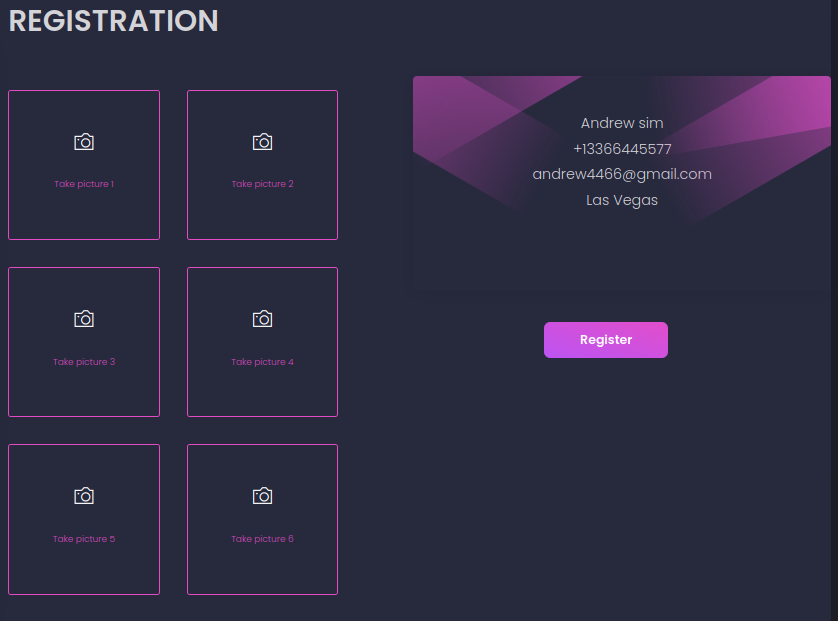 REGISTRATION
Take picture 1
Take picture 2
Take picture 3
Take picture 4
Take picture 5
Take picture 6
Andrew sim
+13366445577
andrew4466@gmail.com
Las Vegas
Register